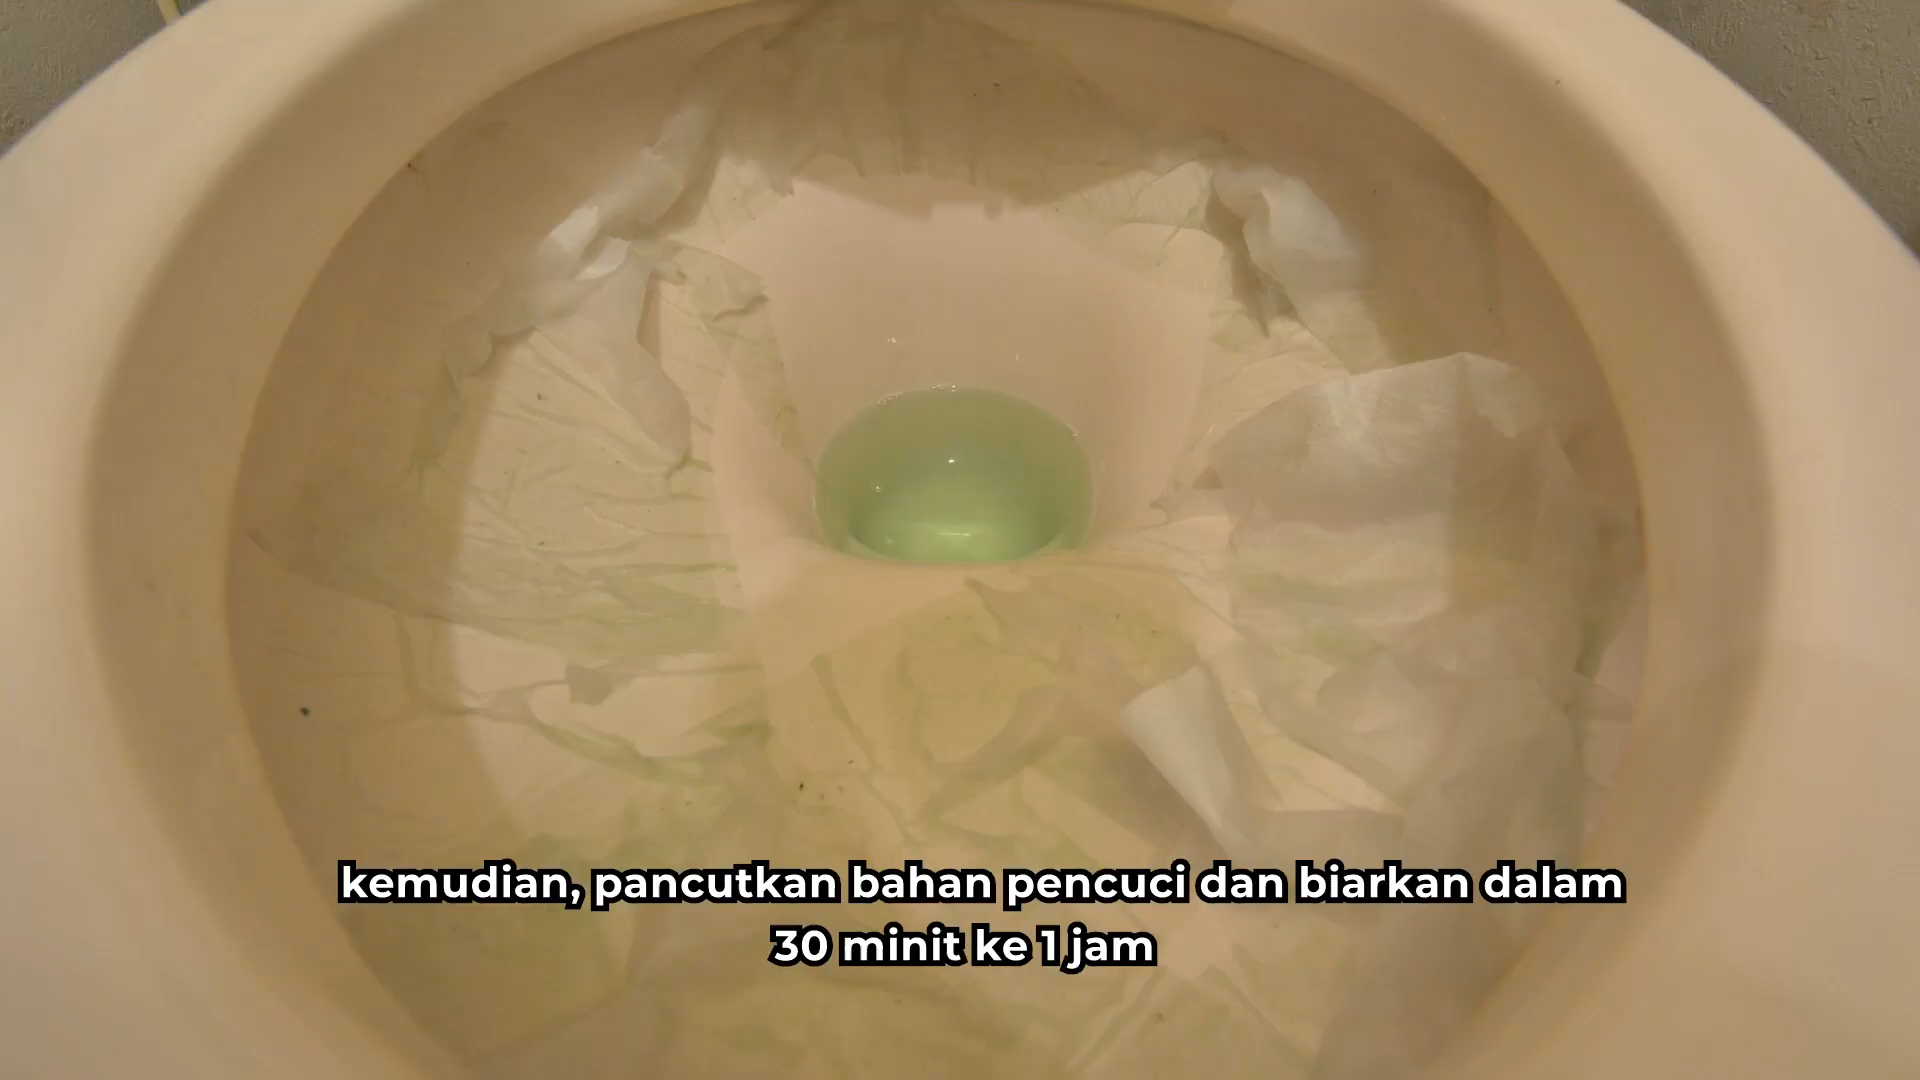 kemudian, pancutkan bahan pencuci dan biarkan dalam
30 minit ke 1 jam